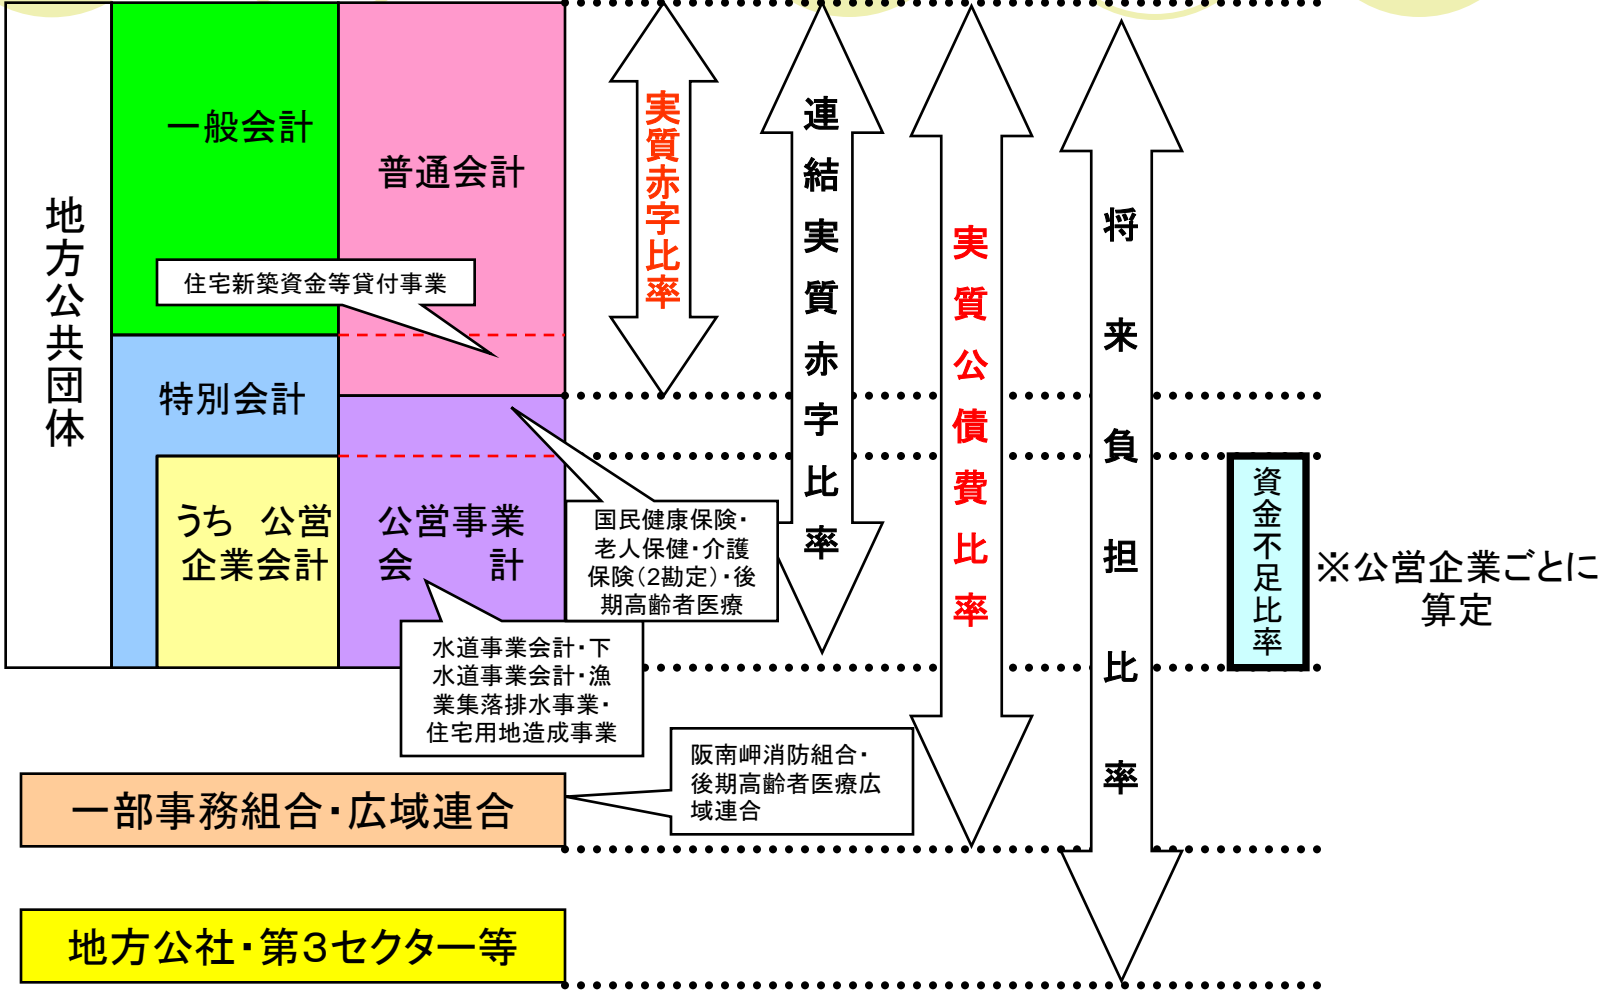 地方公共団体
一般会計
普通会計
住宅新築資金等貸付事業
特別会計
うち　公営
企業会計
公営事業
会　　計
国民健康保険・
老人保健・介護
保険（2勘定）・後
期高齢者医療
水道事業会計・下
水道事業会計・漁
業集落排水事業・
住宅用地造成事業
実質赤字比率
連結実質赤字比率
実質公債費比率
将来負担比率
資金不足比率
※公営企業ごとに
算定
一部事務組合・広域連合
阪南岬消防組合・
後期高齢者医療広
域連合
地方公社・第３セクター等